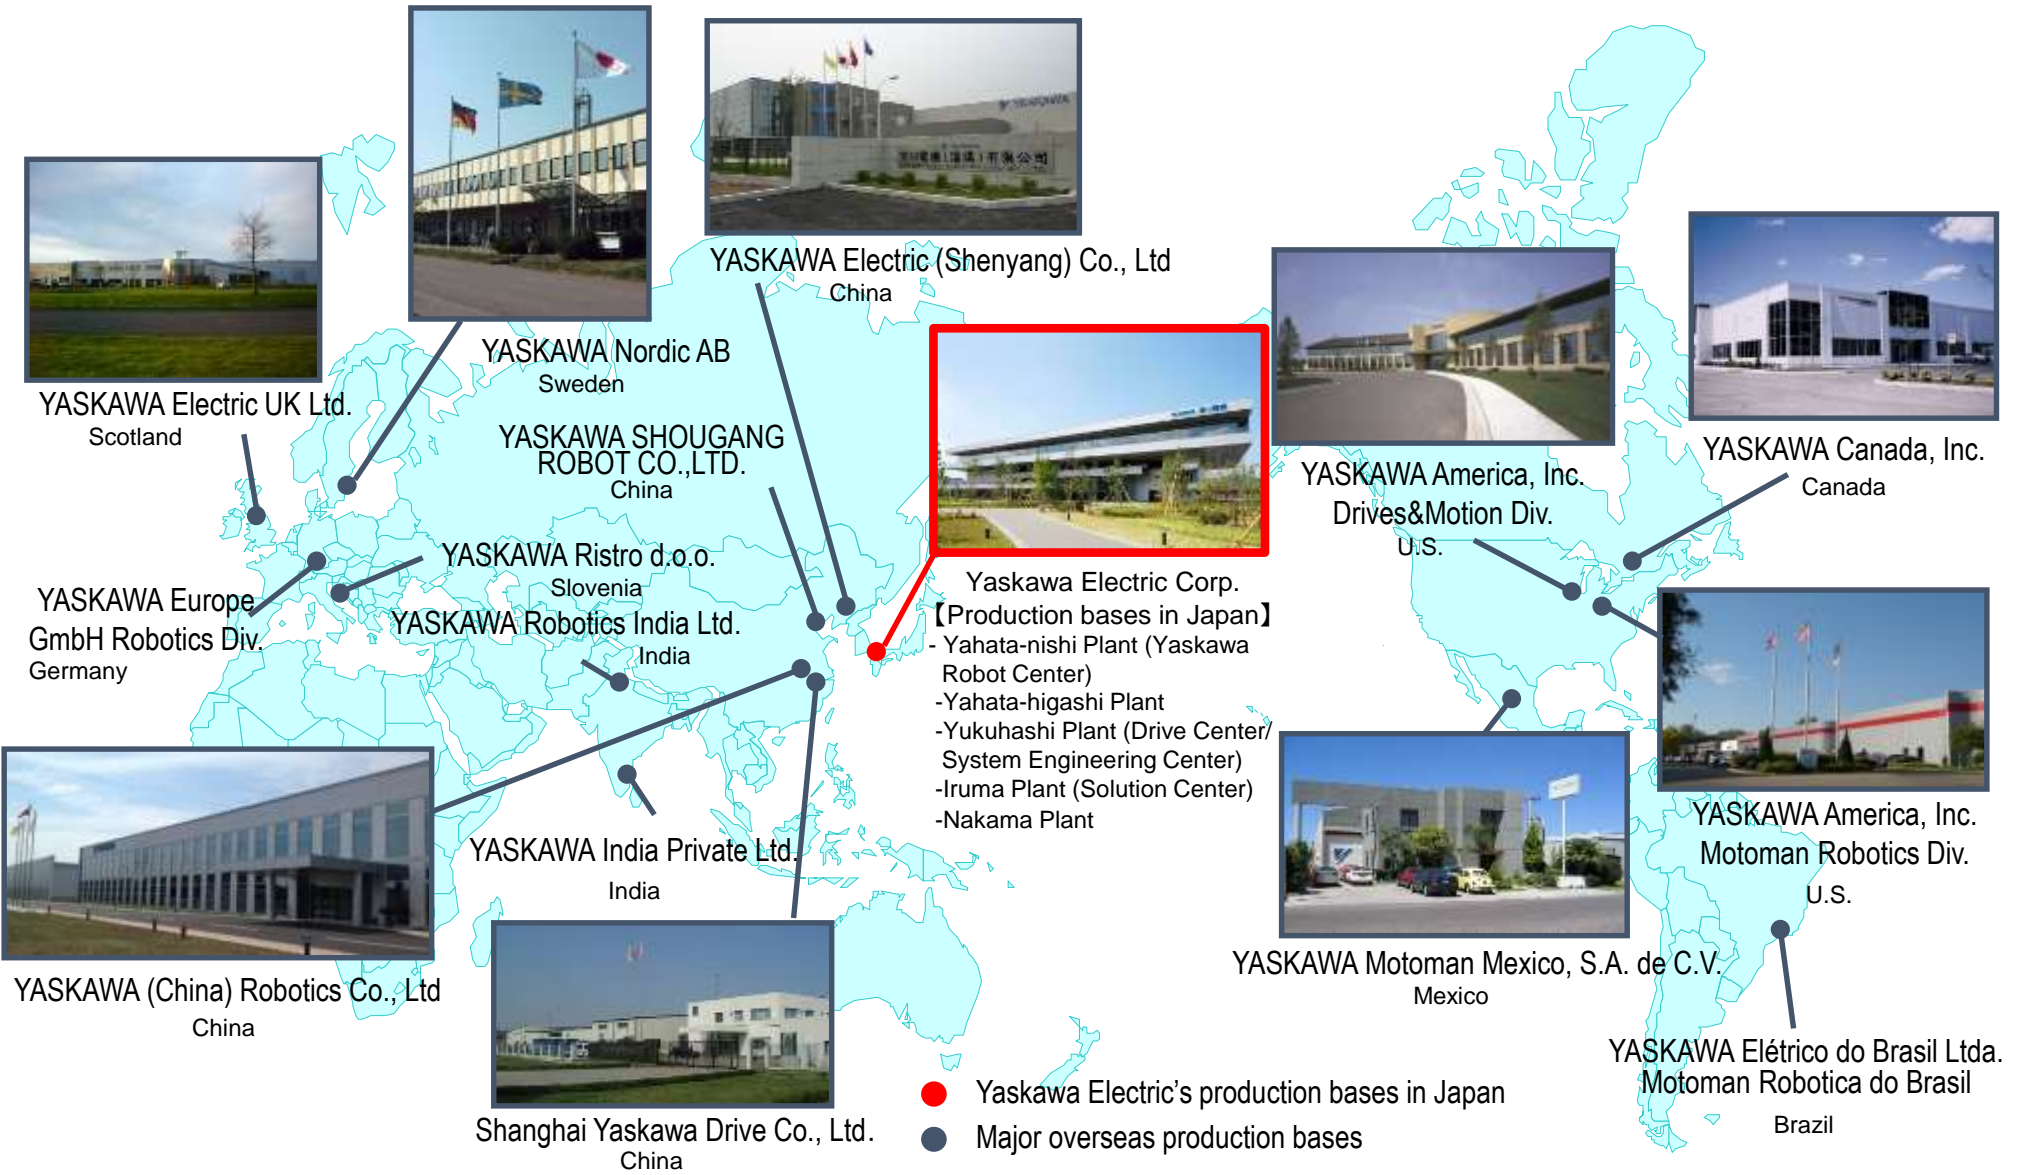 YASKAWA Electric (Shenyang) Co., Ltd
China
YASKAWA Nordic AB
Sweden
YASKAWA Electric UK Ltd.
Scotland
YASKAWA SHOUGANG
ROBOT CO.,LTD.
China
YASKAWA America, Inc.
Drives&Motion Div.
U.S.
YASKAWA Canada, Inc.
Canada
YASKAWA Ristro d.o.o.
Slovenia
YASKAWA Europe
GmbH Robotics Div.
Germany
YASKAWA Robotics India Ltd.
India
Yaskawa Electric Corp.
【Production bases in Japan】
- Yahata-nishi Plant (Yaskawa
Robot Center)
-Yahata-higashi Plant
-Yukuhashi Plant (Drive Center/
System Engineering Center)
-Iruma Plant (Solution Center)
-Nakama Plant
YASKAWA India Private Ltd.
India
YASKAWA America, Inc.
Motoman Robotics Div.
U.S.
YASKAWA (China) Robotics Co., Ltd
China
YASKAWA Motoman Mexico, S.A. de C.V.
Mexico
YASKAWA Elétrico do Brasil Ltda.
Motoman Robotica do Brasil
Brazil
Shanghai Yaskawa Drive Co., Ltd.
China
Yaskawa Electric's production bases in Japan
Major overseas production bases